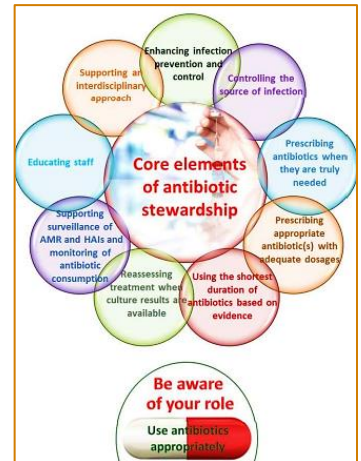 Enhancing infection
prevention and
control
Controlling the
source of infection
Prescribing
antibiotics when
they are truly
needed
Prescribing
appropriate
antibiotic(s) with
adequate dosages
Using the shortest
duration of
antibiotics based on
evidence
Reassessing
treatment when
culture results are
available
Supporting
surveillance of
AMR and HAIs and
monitoring of
antibiotic
consumption
Educating staff
Supporting an
interdisciplinary
approach
Core elements
of antibiotic
stewardship
Be aware
of your role
Use antibiotics
appropriately